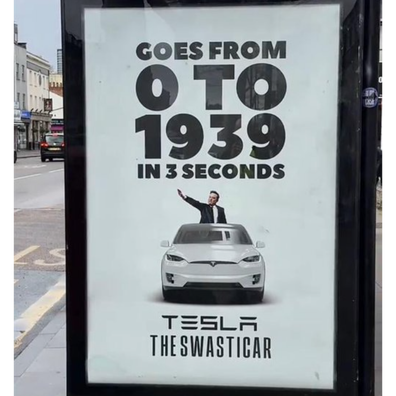 GOES FROM
0 TO
1939
IN 3 SECONDS
TESLA
THE SWASTICAR